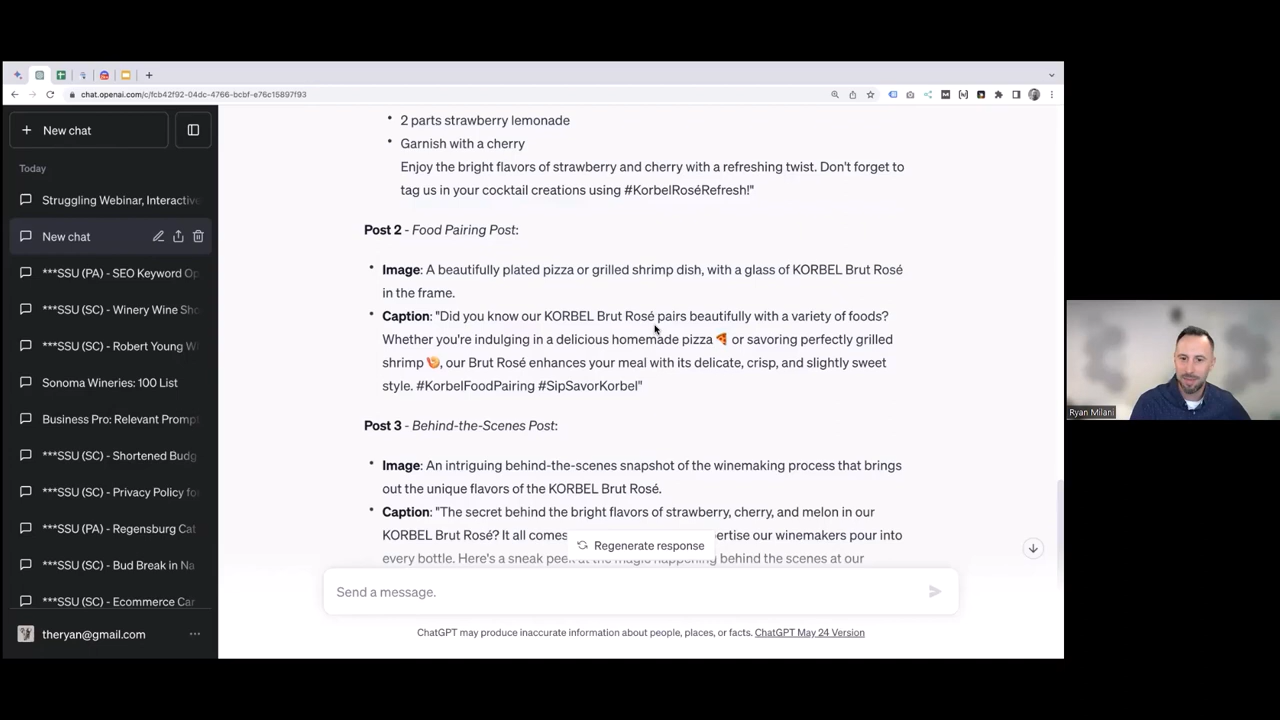 chat.openai.com/c/fcb42f92-04dc-4766-bcbf-e76c15897f93
New chat
Today
Struggling Webinar, Interactive
New chat
***SSU (PA) - SEO Keyword Op
***SSU (SC) - Winery Wine Sho
***SSU (SC) - Robert Young Wi
Sonoma Wineries: 100 List
Business Pro: Relevant Prompt
***SSU (SC) - Shortened Budg
***SSU (SC) - Privacy Policy fo
***SSU (PA) - Regensburg Cat
***SSU (SC) - Bud Break in Na
***SSU (SC) - Ecommerce Car
theryan@gmail.com
2 parts strawberry lemonade
Garnish with a cherry
Enjoy the bright flavors of strawberry and cherry with a refreshing twist. Don't forget to
tag us in your cocktail creations using #KorbelRoséRefresh!"
Post 2 - Food Pairing Post:
Image: A beautifully plated pizza or grilled shrimp dish, with a glass of KORBEL Brut Rosé
in the frame.
Caption: "Did you know our KORBEL Brut Rosé pairs beautifully with a variety of foods?
Whether you're indulging in a delicious homemade pizza 🍕 or savoring perfectly grilled
shrimp 🍤, our Brut Rosé enhances your meal with its delicate, crisp, and slightly sweet
style. #KorbelFoodPairing #SipSavorKorbel"
Post 3 - Behind-the-Scenes Post:
Image: An intriguing behind-the-scenes snapshot of the winemaking process that brings
out the unique flavors of the KORBEL Brut Rosé.
Caption: "The secret behind the bright flavors of strawberry, cherry, and melon in our
KORBEL Brut Rosé? It all comes
ertise our winemakers pour into
Regenerate response
every bottle. Here's a sneak peek at the magic happening behind the scenes at our
Send a message.
ChatGPT may produce inaccurate information about people, places, or facts. ChatGPT May 24 Version
Ryan Milani